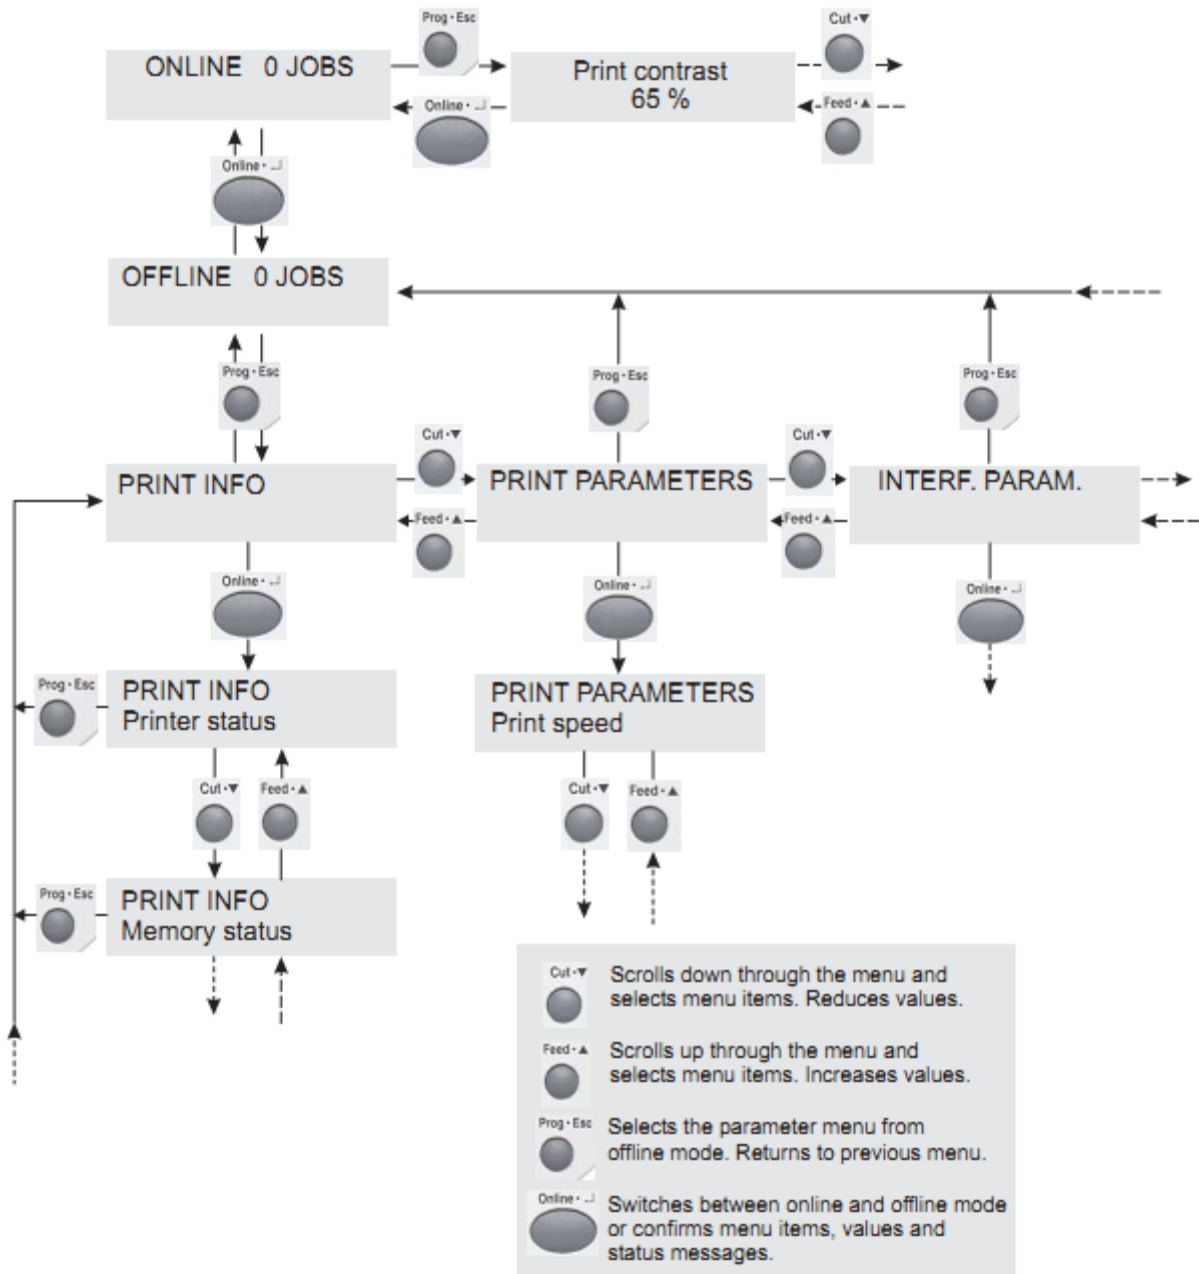 Prog · Esc
Cut · ▼
ONLINE 0 JOBS
Print contrast
65 %
Online · ↵
Feed · ▲
Online · ↵
OFFLINE 0 JOBS
Prog · Esc
Prog · Esc
Prog · Esc
Cut · ▼
Cut · ▼
PRINT INFO
PRINT PARAMETERS
INTERF. PARAM.
Feed · ▲
Feed · ▲
Online · ↵
Online · ↵
Online · ↵
Prog · Esc
PRINT INFO
Printer status
PRINT PARAMETERS
Print speed
Cut · ▼
Feed · ▲
Cut · ▼
Feed · ▲
Prog · Esc
PRINT INFO
Memory status
Cut · ▼
Scrolls down through the menu and
selects menu items. Reduces values.
Feed · ▲
Scrolls up through the menu and
selects menu items. Increases values.
Prog · Esc
Selects the parameter menu from
offline mode. Returns to previous menu.
Online · ↵
Switches between online and offline mode
or confirms menu items, values and
status messages.